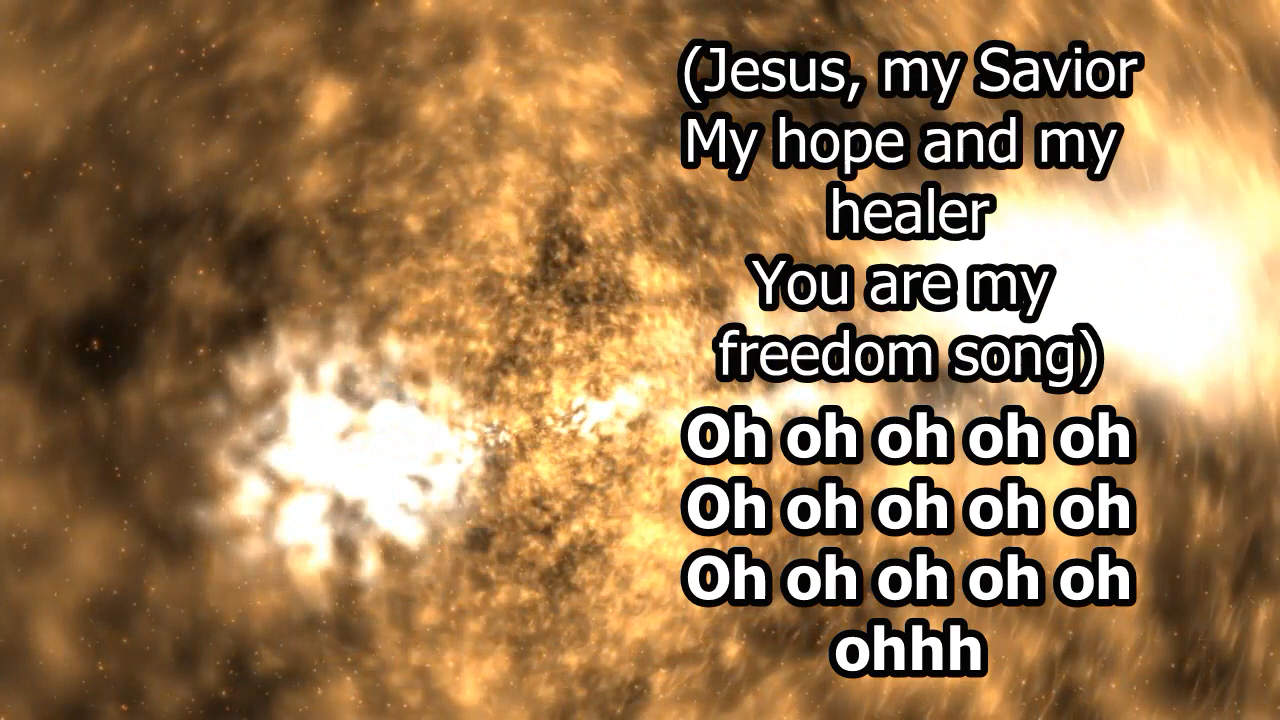 (Jesus, my Savior
My hope and my
healer
You are my
freedom song)
Oh oh oh oh oh
Oh oh oh oh oh
Oh oh oh oh oh
ohhh